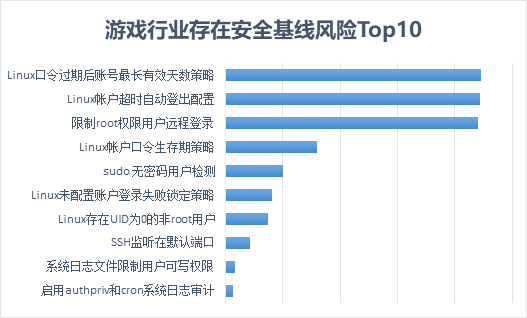 游戏行业存在安全基线风险Top10
Linux口令过期后账号最长有效天数策略
Linux帐户超时自动登出配置
限制root权限用户远程登录
Linux帐户口令生存期策略
sudo 无密码用户检测
Linux未配置账户登录失败锁定策略
Linux存在UID为0的非root用户
SSH监听在默认端口
系统日志文件限制用户可写权限
启用authpriv和cron系统日志审计